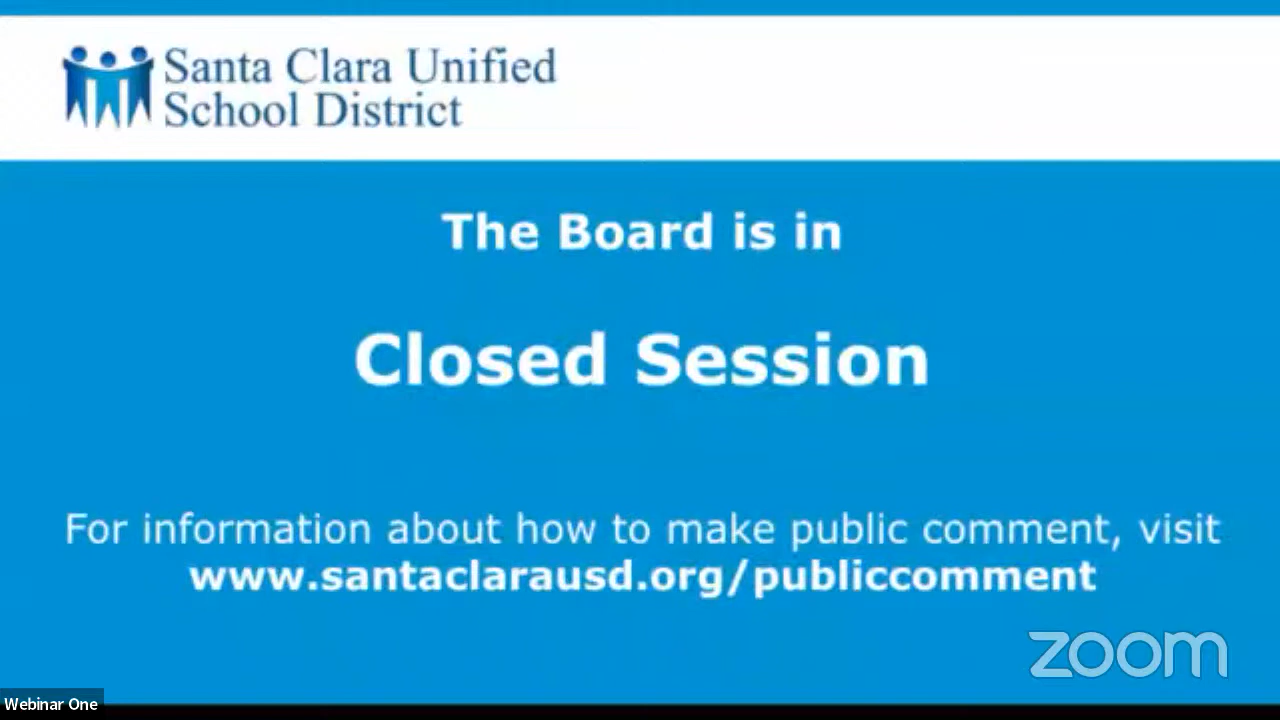 Santa Clara Unified
School District
The Board is in
Closed Session
For information about how to make public comment, visit
www.santaclarausd.org/publiccomment
zoom
Webinar One